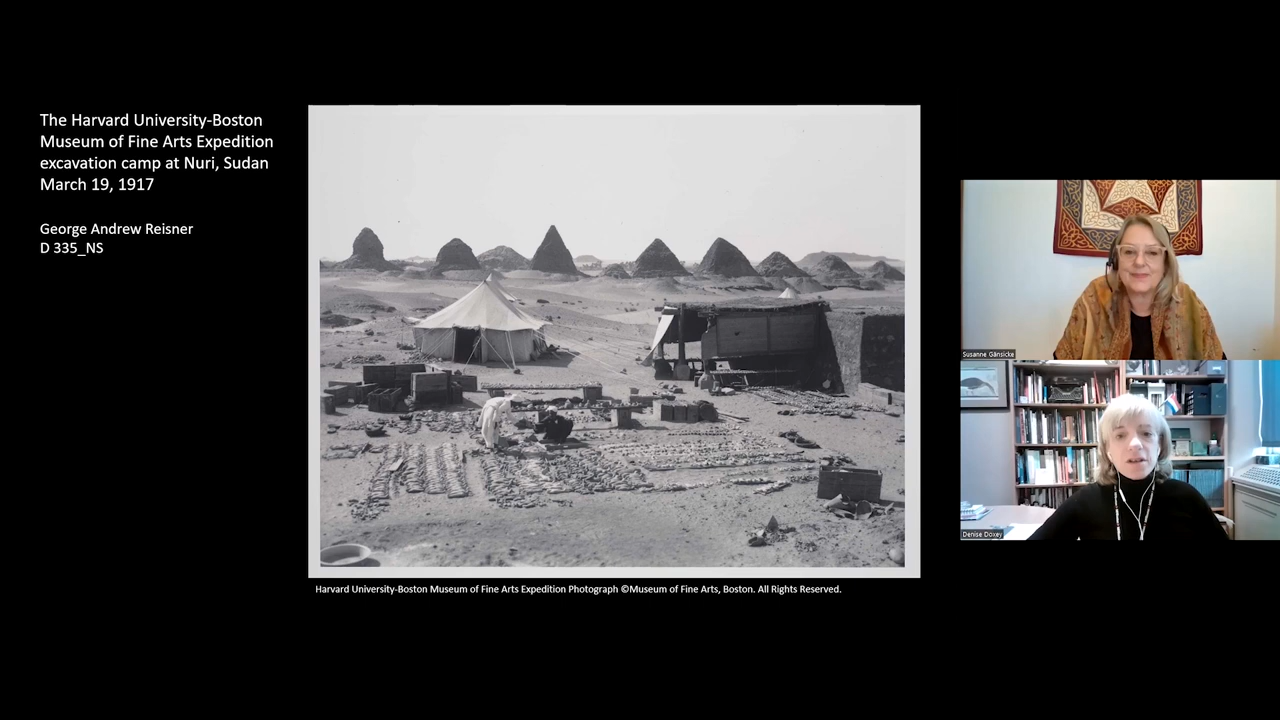 The Harvard University-Boston
Museum of Fine Arts Expedition
excavation camp at Nuri, Sudan
March 19, 1917
George Andrew Reisner
D 335_NS
Harvard University-Boston Museum of Fine Arts Expedition Photograph ©Museum of Fine Arts, Boston. All Rights Reserved.
Susanne Gänsicke
Denise Doxey